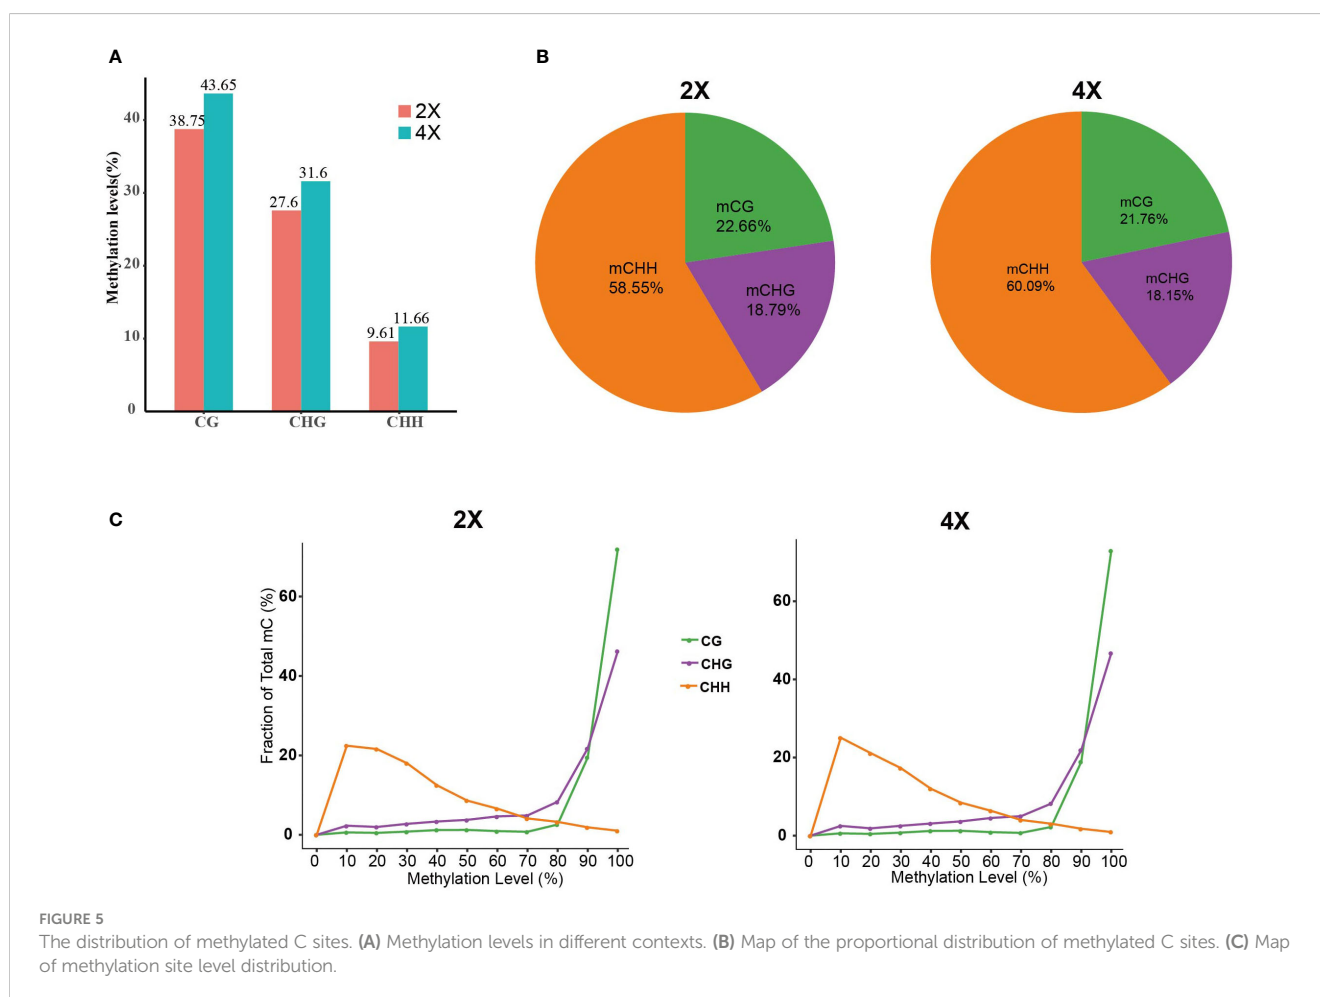 A
43.65
38.75
31.6
27.6
11.66
9.61
2X
4X
Methylation levels(%)
40
30
20
10
0
CG
CHG
CHH
B
2X
mCG
22.66%
mCHG
18.79%
mCHH
58.55%
4X
mCG
21.76%
mCHG
18.15%
mCHH
60.09%
C
2X
Fraction of Total mC (%)
60
40
20
0
0 10 20 30 40 50 60 70 80 90 100
Methylation Level (%)
CG
CHG
CHH
4X
60
40
20
0
0 10 20 30 40 50 60 70 80 90 100
Methylation Level (%)
FIGURE 5
The distribution of methylated C sites. (A) Methylation levels in different contexts. (B) Map of the proportional distribution of methylated C sites. (C) Map
of methylation site level distribution.